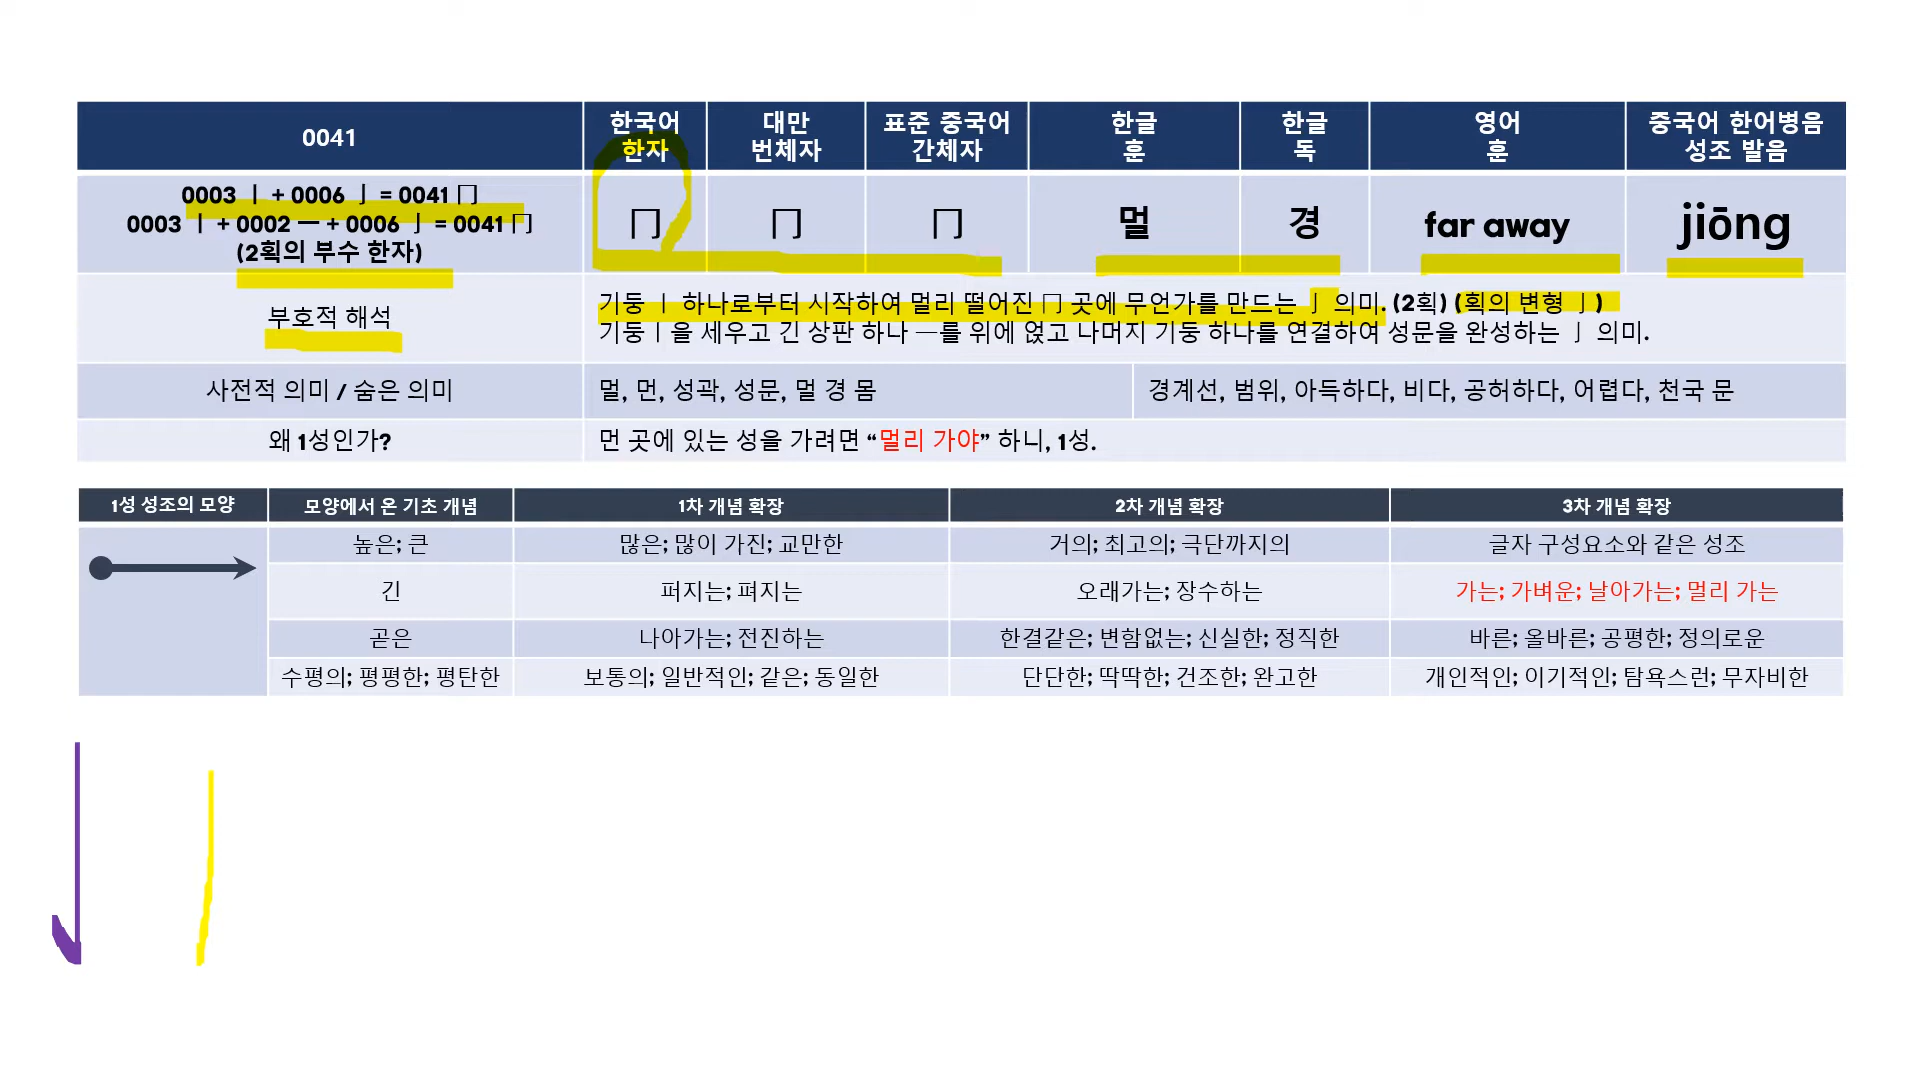 0041
한국어
한자
대만
번체자
표준 중국어
간체자
한글
훈
한글
독
영어
훈
중국어 한어병음
성조 발음
0003 丨 + 0006 亅 = 0041 冂
0003 丨 + 0002 一 + 0006 亅 = 0041 冂
(2획의 부수 한자)
冂
冂
冂
멀
경
far away
jiōng
부호적 해석
기둥 丨 하나로부터 시작하여 멀리 떨어진 冂 곳에 무언가를 만드는 亅 의미. (2획) (획의 변형 亅)
기둥丨을 세우고 긴 상판 하나 一를 위에 얹고 나머지 기둥 하나를 연결하여 성문을 완성하는 亅 의미.
사전적 의미 / 숨은 의미
멀, 먼, 성곽, 성문, 멀 경 몸
경계선, 범위, 아득하다, 비다, 공허하다, 어렵다, 천국 문
왜 1성인가?
먼 곳에 있는 성을 가려면 “멀리 가야” 하니, 1성.
1성 성조의 모양
모양에서 온 기초 개념
1차 개념 확장
2차 개념 확장
3차 개념 확장
높은; 큰
많은; 많이 가진; 교만한
거의; 최고의; 극단까지의
글자 구성요소와 같은 성조
긴
퍼지는; 펴지는
오래가는; 장수하는
가는; 가벼운; 날아가는; 멀리 가는
곧은
나아가는; 전진하는
한결같은; 변함없는; 신실한; 정직한
바른; 올바른; 공평한; 정의로운
수평의; 평평한; 평탄한
보통의; 일반적인; 같은; 동일한
단단한; 딱딱한; 건조한; 완고한
개인적인; 이기적인; 탐욕스런; 무자비한